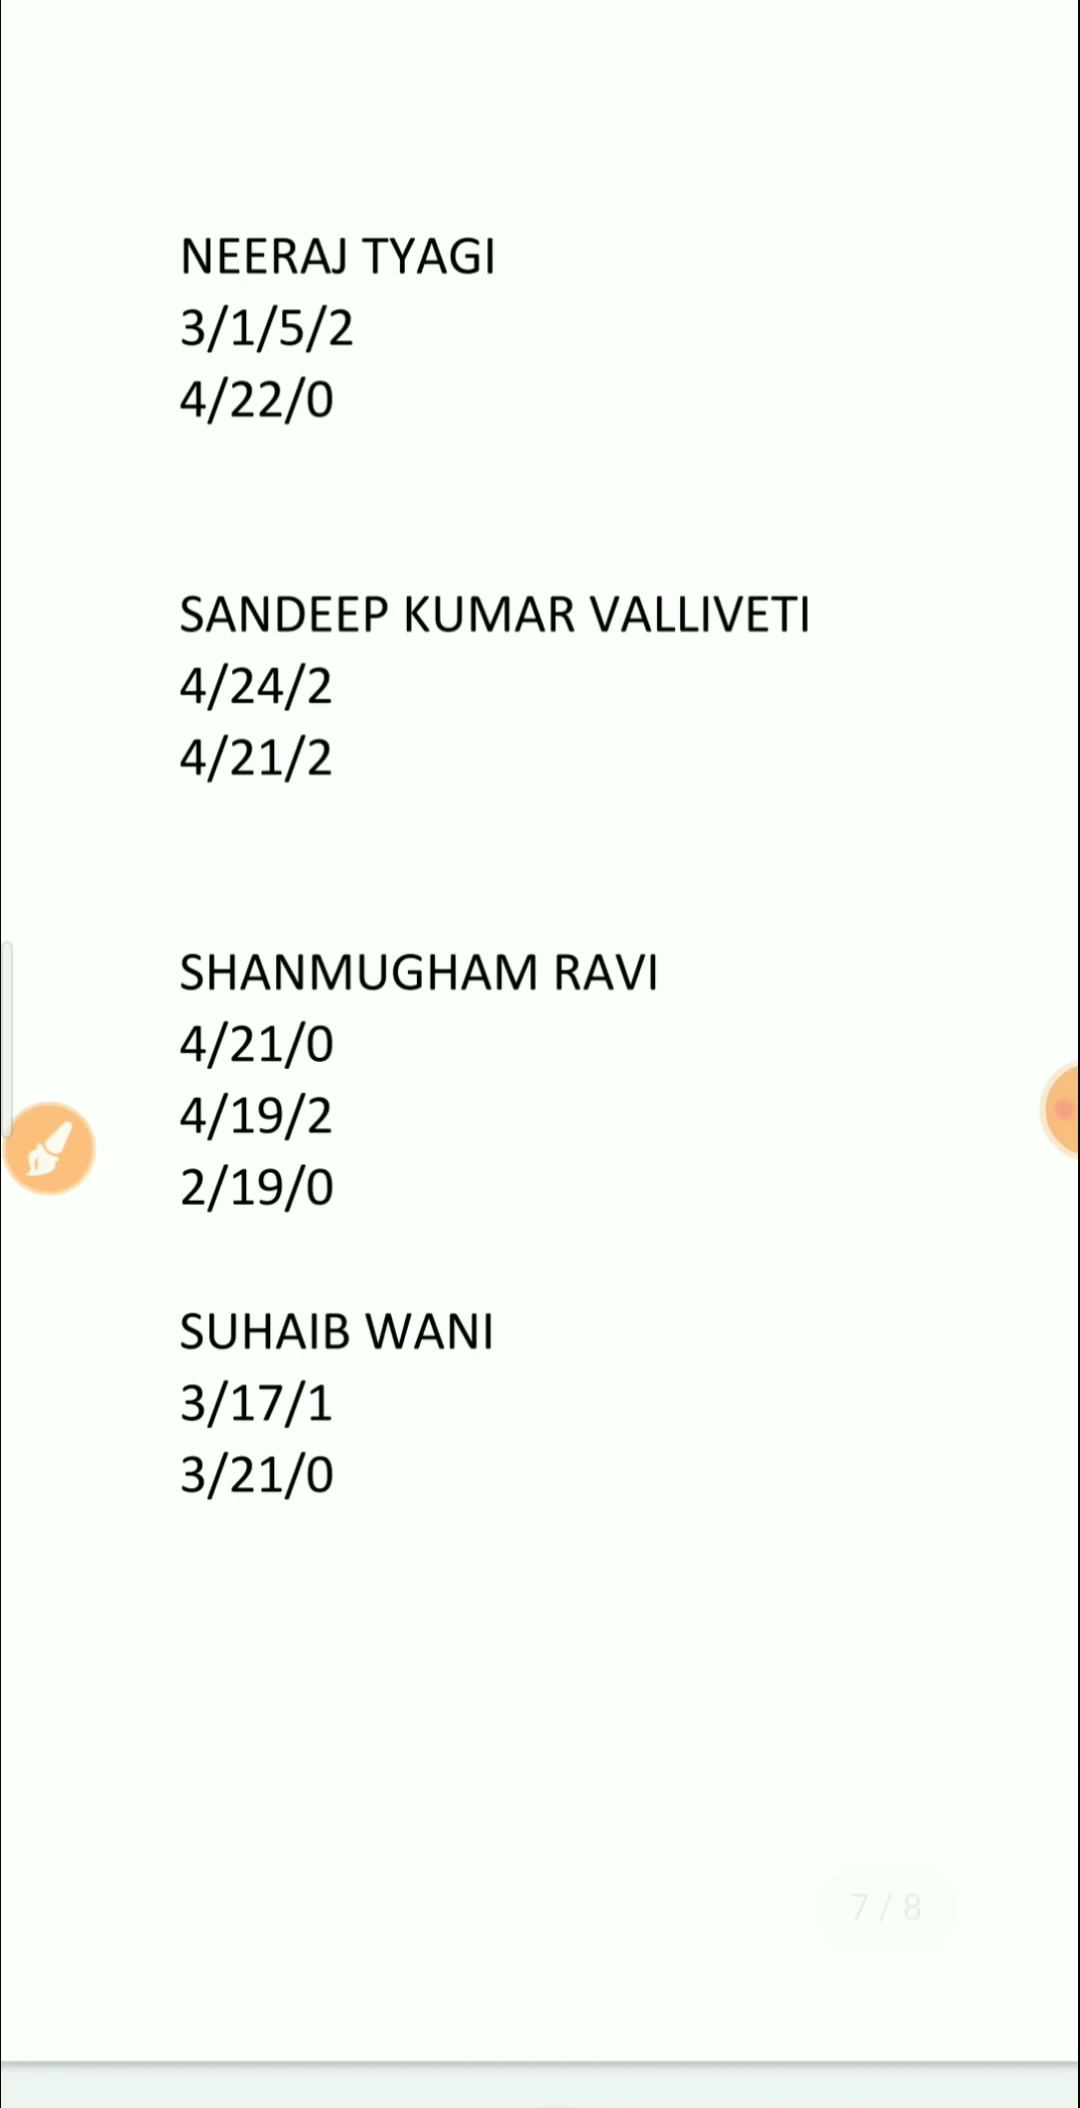 NEERAJ TYAGI
3/1/5/2
4/22/0
SANDEEP KUMAR VALLIVETI
4/24/2
4/21/2
SHANMUGHAM RAVI
4/21/0
4/19/2
2/19/0
SUHAIB WANI
3/17/1
3/21/0
7 / 8